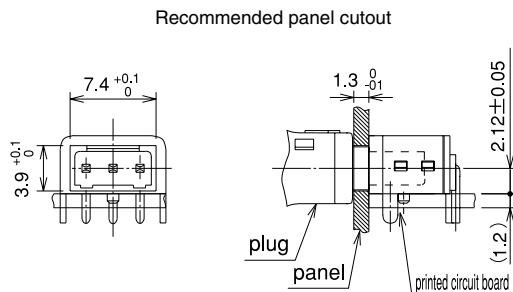 Recommended panel cutout
7.4 +0.1 0
1.3 0 -01
2.12±0.05
3.9 +0.1 0
(1.2)
plug
panel
printed circuit board